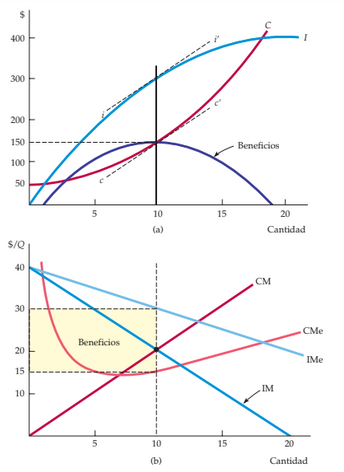 $
400
300
200
150
100
50
C
I
i'
i
c'
c
Beneficios
5
10
15
20
(a)
Cantidad
$/Q
40
30
20
15
10
CM
CMe
IMe
IM
Beneficios
5
10
15
20
(b)
Cantidad